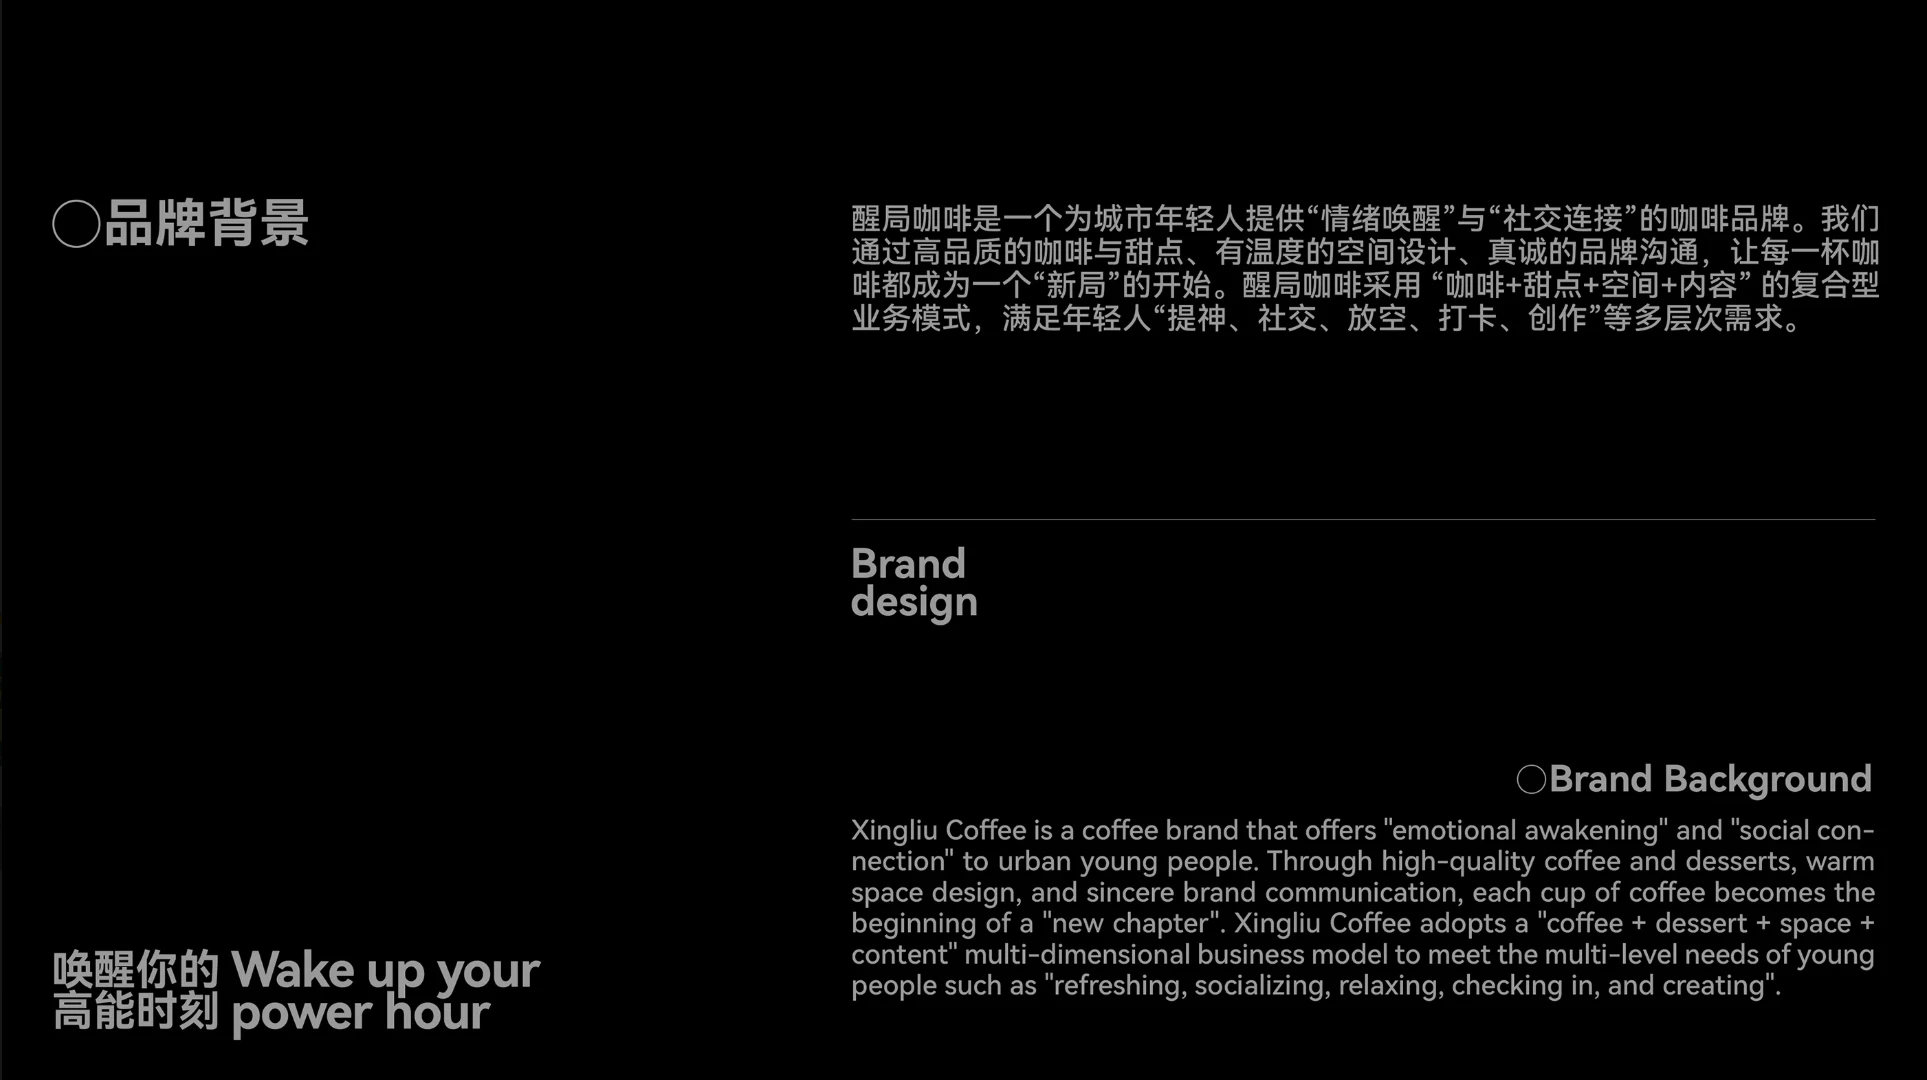 ○品牌背景
醒局咖啡是一个为城市年轻人提供“情绪唤醒”与“社交连接”的咖啡品牌。我们
通过高品质的咖啡与甜点、有温度的空间设计、真诚的品牌沟通，让每一杯咖
啡都成为一个“新局”的开始。醒局咖啡采用 “咖啡+甜点+空间+内容” 的复合型
业务模式，满足年轻人“提神、社交、放空、打卡、创作”等多层次需求。
Brand
design
○Brand Background
Xingliu Coffee is a coffee brand that offers "emotional awakening" and "social con-
nection" to urban young people. Through high-quality coffee and desserts, warm
space design, and sincere brand communication, each cup of coffee becomes the
beginning of a "new chapter". Xingliu Coffee adopts a "coffee + dessert + space +
content" multi-dimensional business model to meet the multi-level needs of young
people such as "refreshing, socializing, relaxing, checking in, and creating".
唤醒你的 Wake up your
高能时刻 power hour